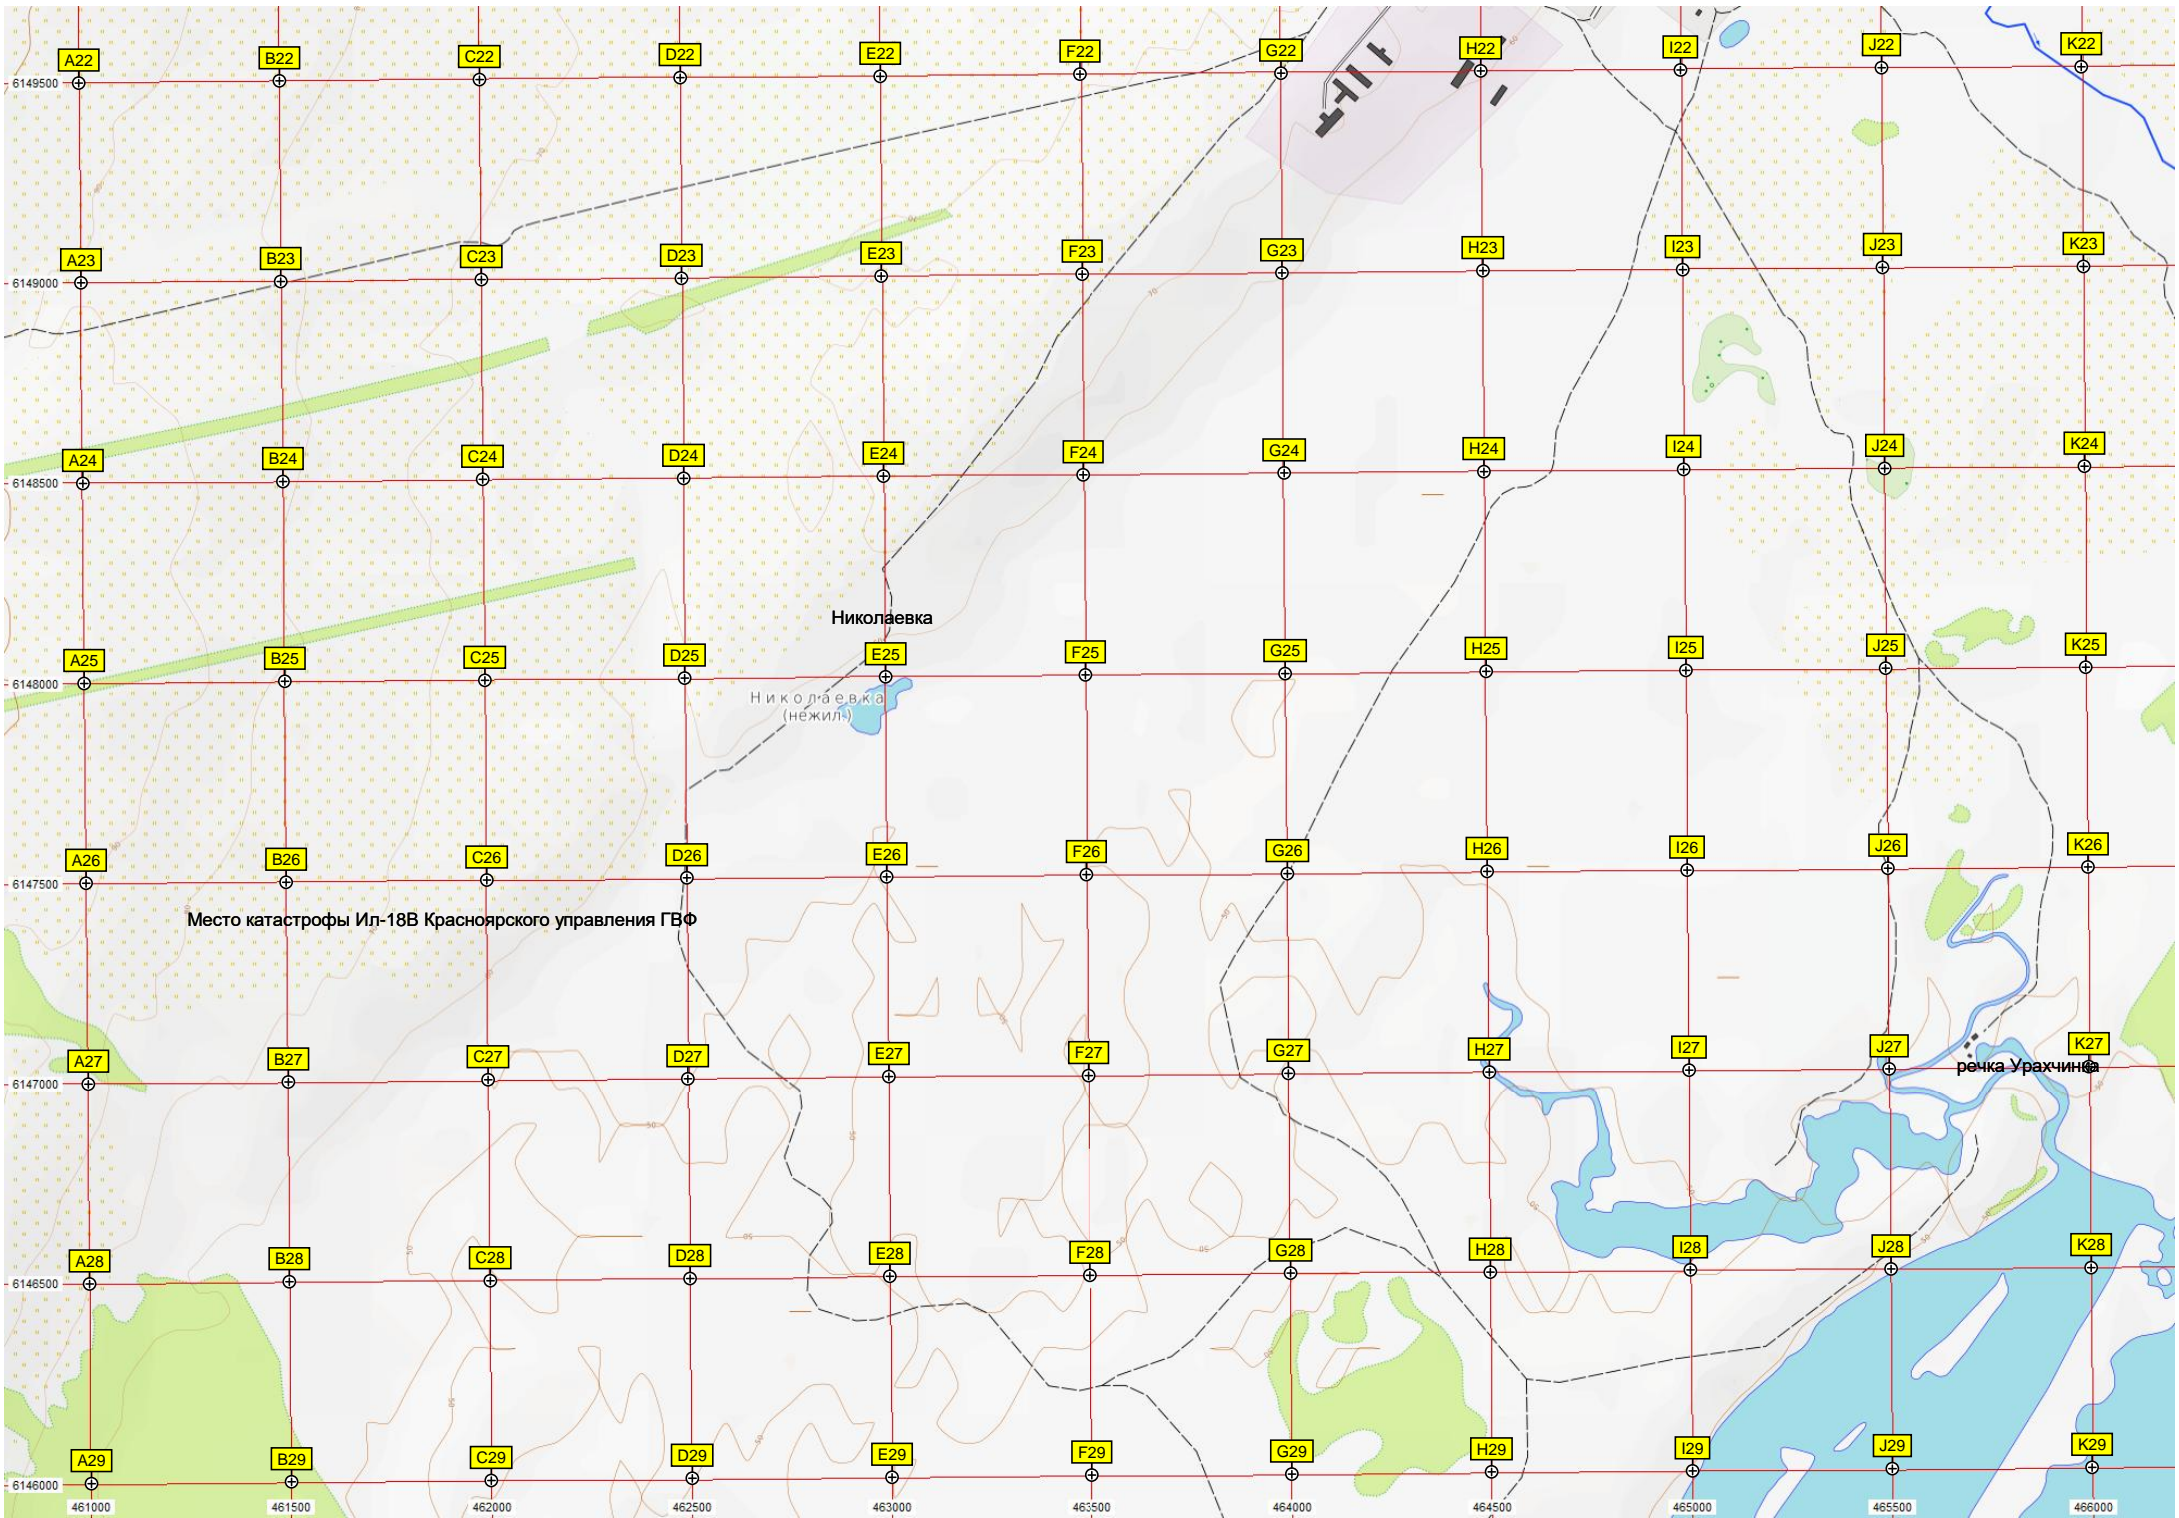 A22 B22 C22 D22 E22 F22 G22 H22 I22 J22 K22
6149500
A23 B23 C23 D23 E23 F23 G23 H23 I23 J23 K23
6149000
A24 B24 C24 D24 E24 F24 G24 H24 I24 J24 K24
6148500
Николаевка
A25 B25 C25 D25 E25 F25 G25 H25 I25 J25 K25
6148000
Николаевка
(нежил.)
A26 B26 C26 D26 E26 F26 G26 H26 I26 J26 K26
6147500
Место катастрофы Ил-18В Красноярского управления ГВФ
A27 B27 C27 D27 E27 F27 G27 H27 I27 J27 K27
речка Урахчинка
6147000
A28 B28 C28 D28 E28 F28 G28 H28 I28 J28 K28
6146500
A29 B29 C29 D29 E29 F29 G29 H29 I29 J29 K29
6146000
461000 461500 462000 462500 463000 463500 464000 464500 465000 465500 466000